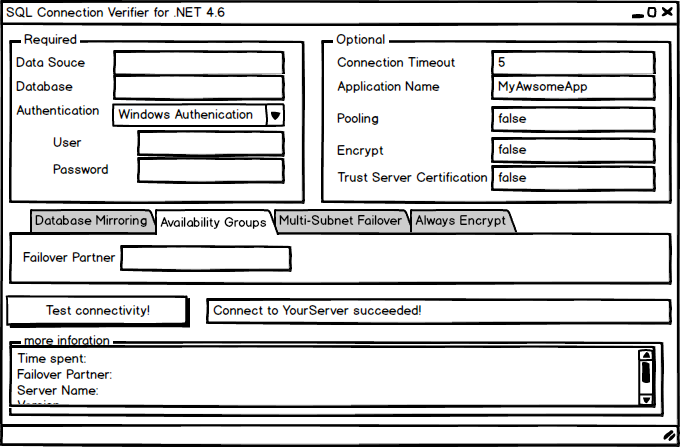 SQL Connection Verifier for .NET 4.6
Required
Data Souce
Database
Authentication
Windows Authenication
User
Password
Optional
Connection Timeout
5
Application Name
MyAwsomeApp
Pooling
false
Encrypt
false
Trust Server Certification
false
Database Mirroring
Availability Groups
Multi-Subnet Failover
Always Encrypt
Failover Partner
Test connectivity!
Connect to YourServer succeeded!
more inforation
Time spent:
Failover Partner:
Server Name: